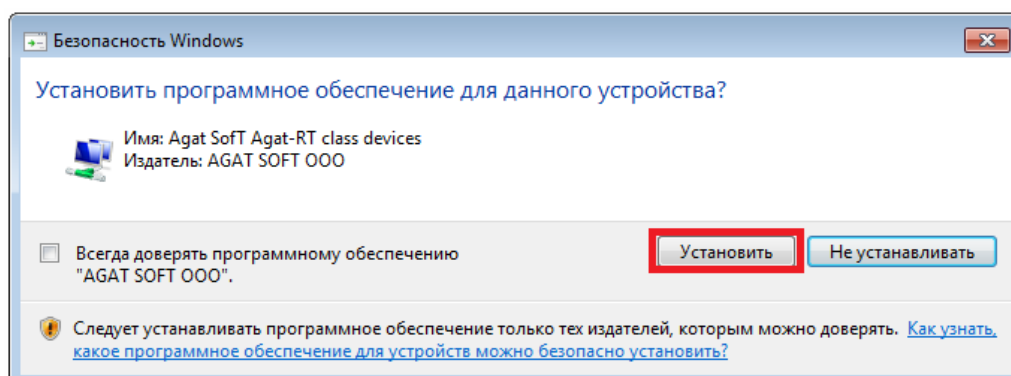 Безопасность Windows
Установить программное обеспечение для данного устройства?
Имя: Agat SofT Agat-RT class devices
Издатель: AGAT SOFT OOO
Всегда доверять программному обеспечению
"AGAT SOFT OOO".
Установить
Не устанавливать
Следует устанавливать программное обеспечение только тех издателей, которым можно доверять. Как узнать,
какое программное обеспечение для устройств можно безопасно установить?